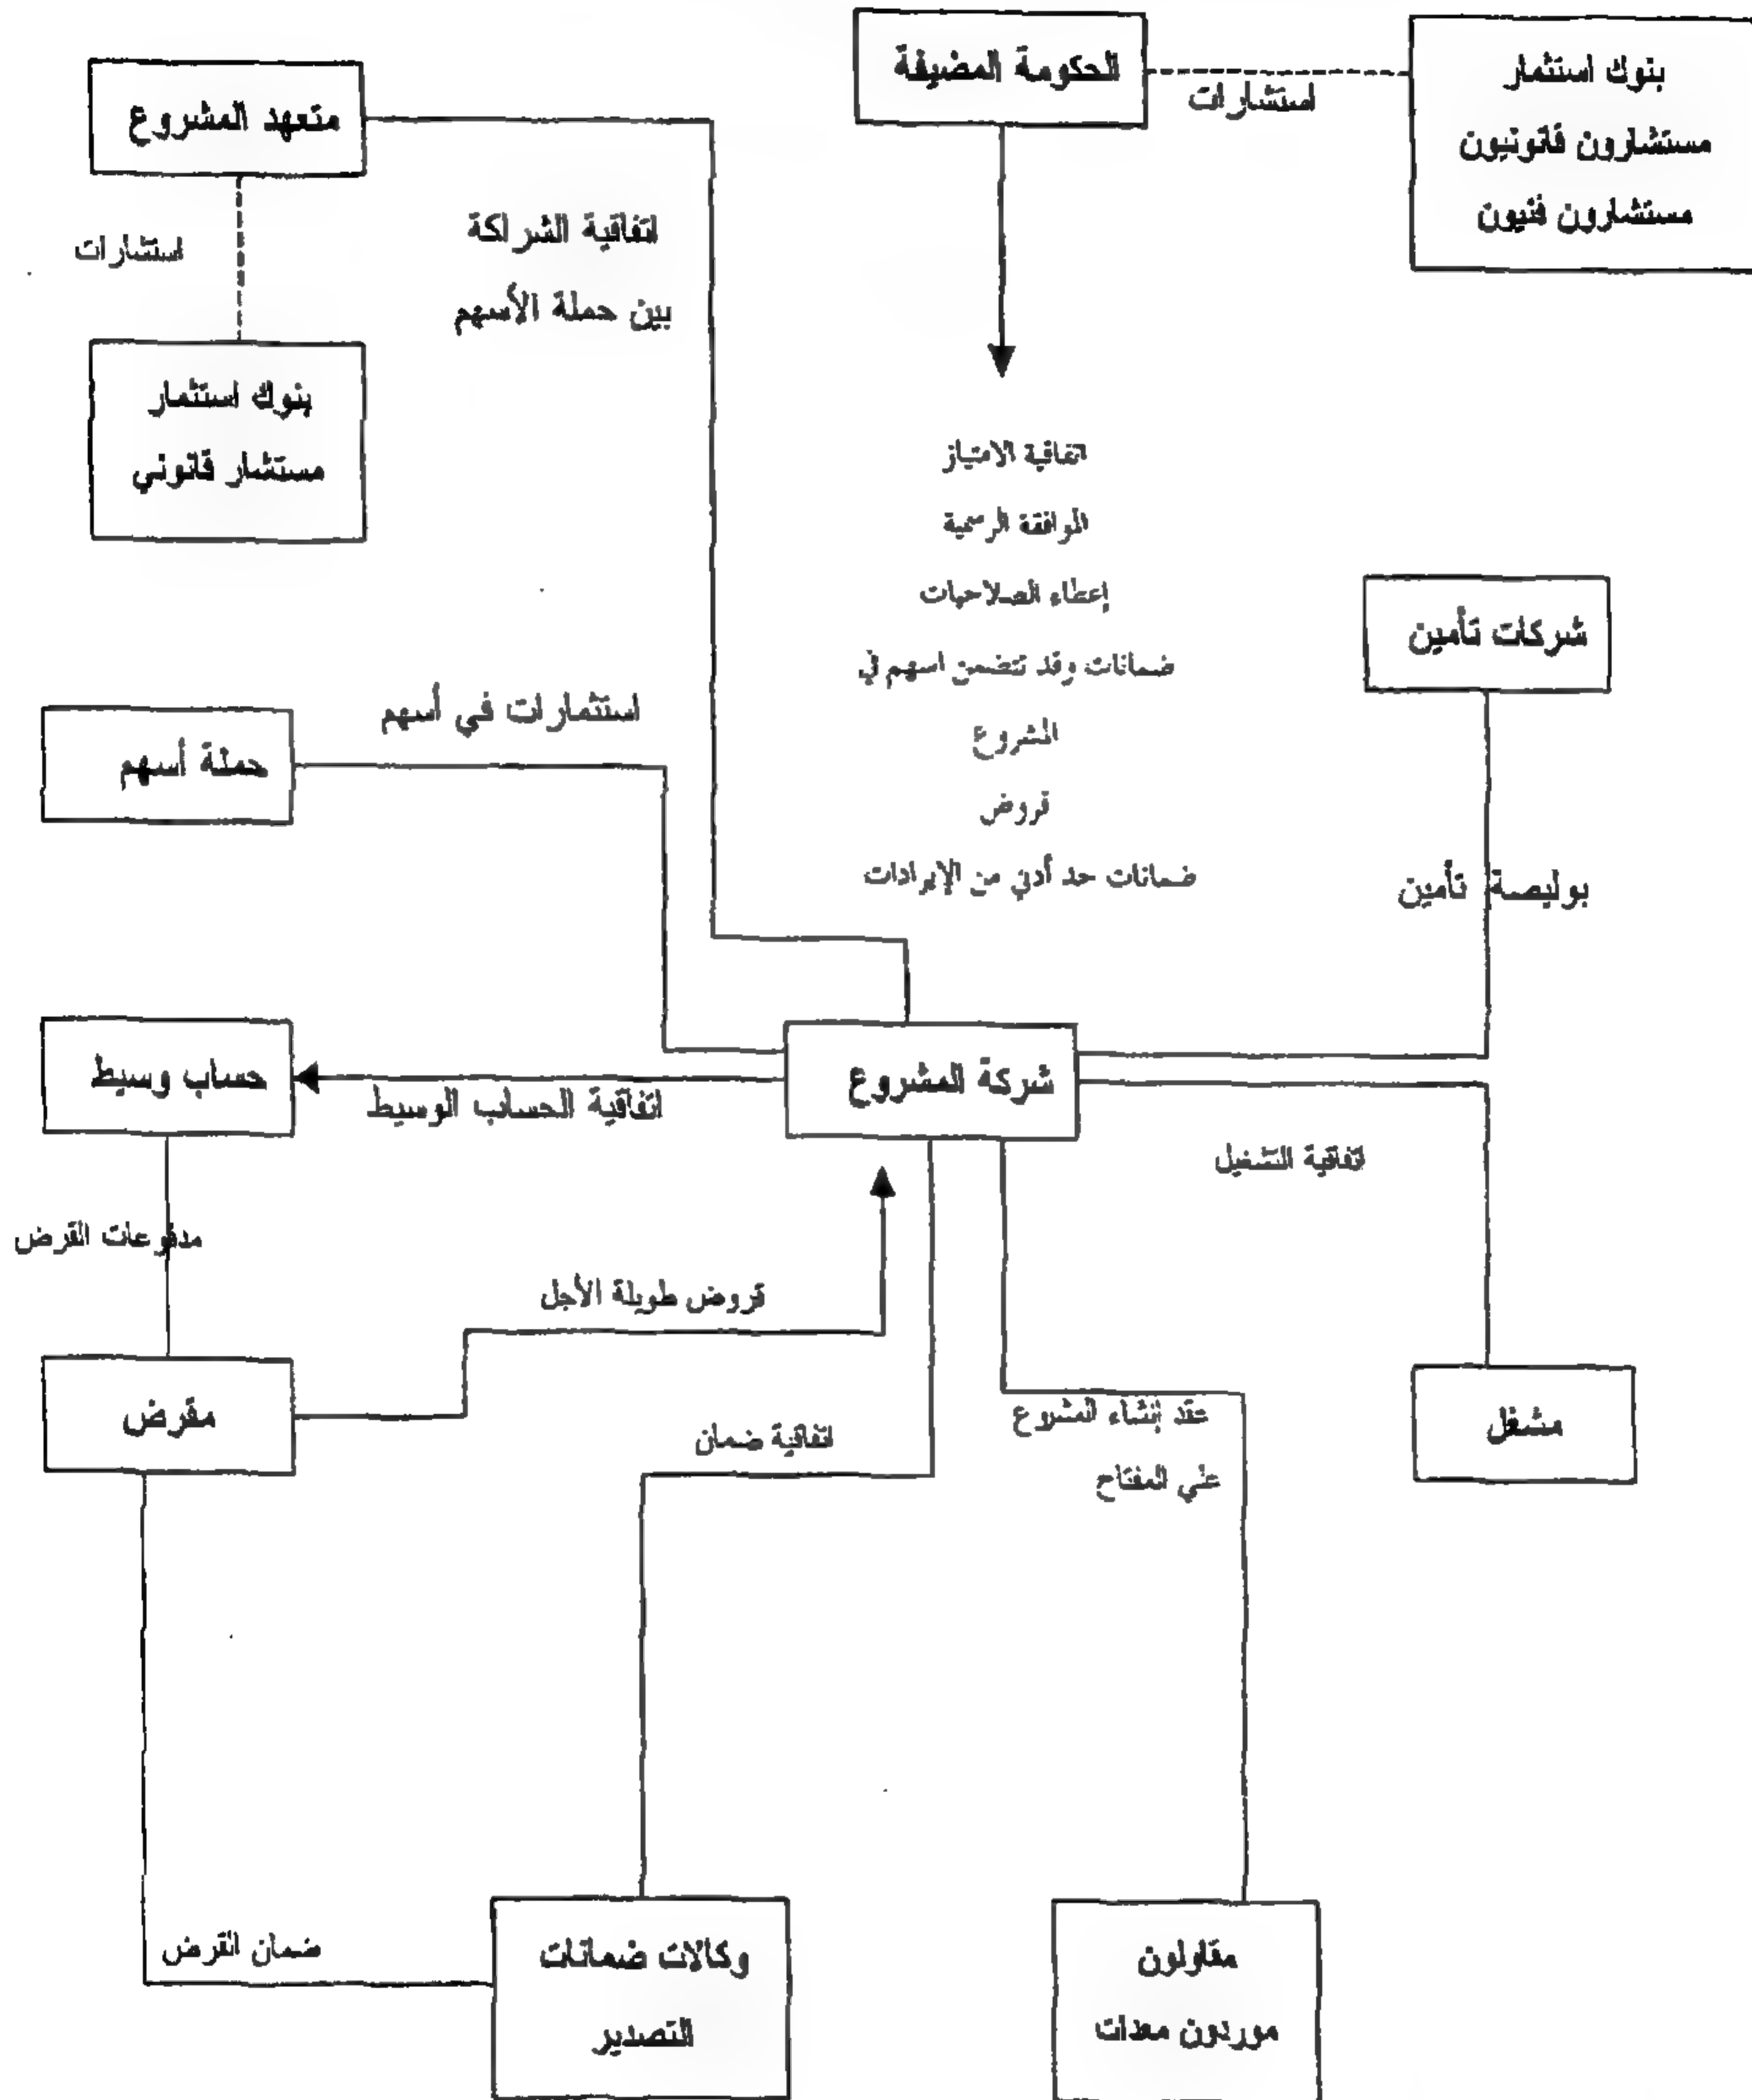 الحكومة المضيفة
استشارات
بنوك استثمار
مستشارون قانونيون
مستشارون فنيون
متعهد المشروع
استشارات
بنوك استثمار
مستشار قانوني
اتفاقية الشراكة
بين حملة الأسهم
اتفاقية الامتياز
الموافقة الرسمية
إعطاء الصلاحيات
ضمانات وقد تتضمن اسهم في
المشروع
قروض
ضمانات حد أدنى من الإيرادات
شركات تأمين
بوليصة تأمين
استثمارات في أسهم
حملة أسهم
شركة المشروع
حساب وسيط
اتفاقية الحساب الوسيط
اتفاقية التشغيل
مدفوعات القرض
قروض طويلة الأجل
مقرض
مشغل
عقد إنشاء المشروع
علي المفتاح
اتفاقية ضمان
ضمان القرض
وكالات ضمانات
التصدير
مقاولون
موردون معدات